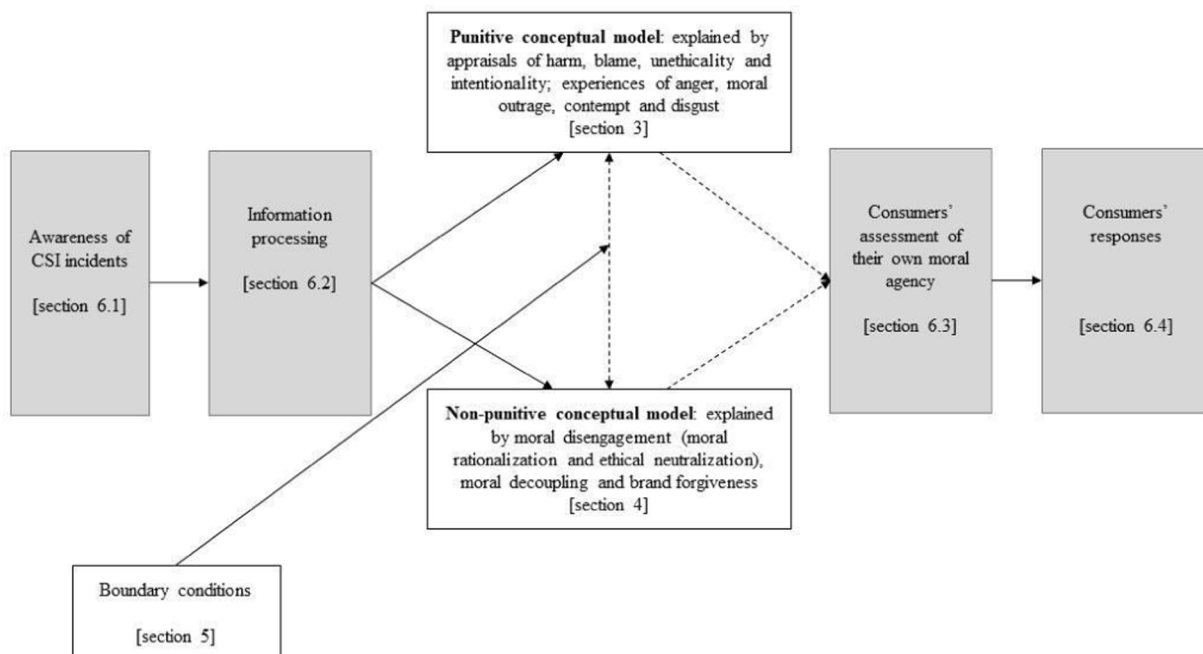 Punitive conceptual model: explained by
appraisals of harm, blame, unethicality and
intentionality; experiences of anger, moral
outrage, contempt and disgust
[section 3]
Awareness of
CSI incidents
[section 6.1]
Information
processing
[section 6.2]
Consumers’
assessment of
their own moral
agency
[section 6.3]
Consumers’
responses
[section 6.4]
Non-punitive conceptual model: explained
by moral disengagement (moral
rationalization and ethical neutralization),
moral decoupling and brand forgiveness
[section 4]
Boundary conditions
[section 5]